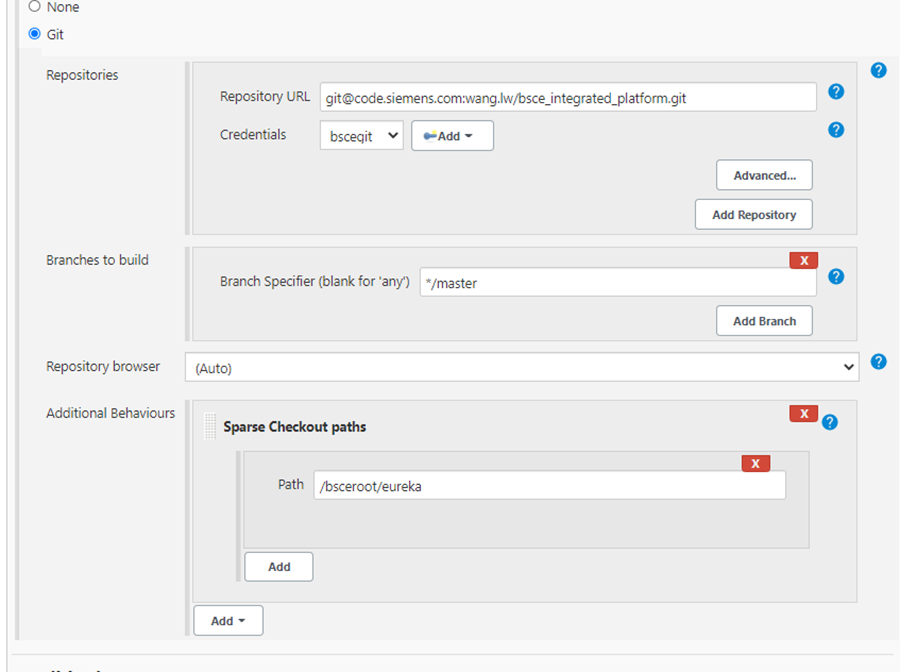 None
Git
Repositories
Repository URL git@code.siemens.com:wang.lw/bsce_integrated_platform.git
Credentials bscegit Add
Advanced...
Add Repository
Branches to build
X
Branch Specifier (blank for 'any') */master
Add Branch
Repository browser (Auto)
Additional Behaviours
X
Sparse Checkout paths
X
Path /bsceroot/eureka
Add
Add